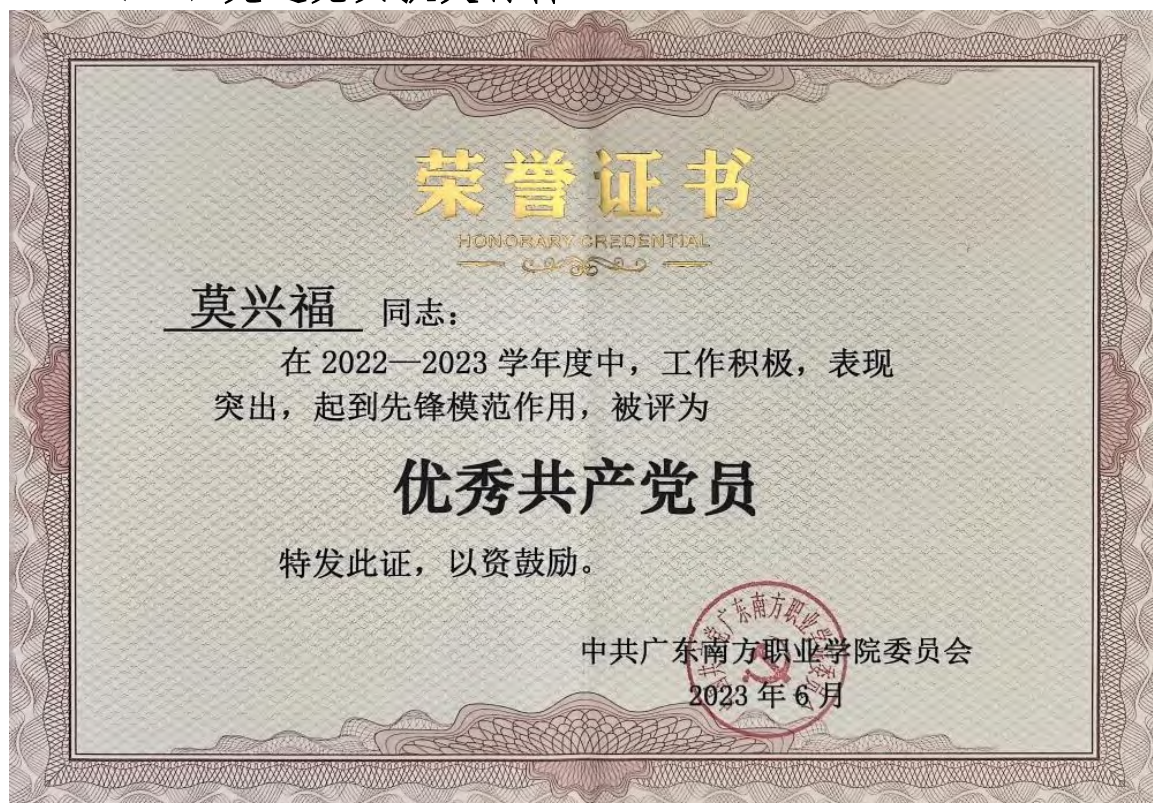 荣誉证书
HONORARY CREDENTIAL
莫兴福 同志：
在 2022—2023 学年度中，工作积极，表现
突出，起到先锋模范作用，被评为
优秀共产党员
特发此证，以资鼓励。
中共广东南方职业学院委员会
2023 年 6 月